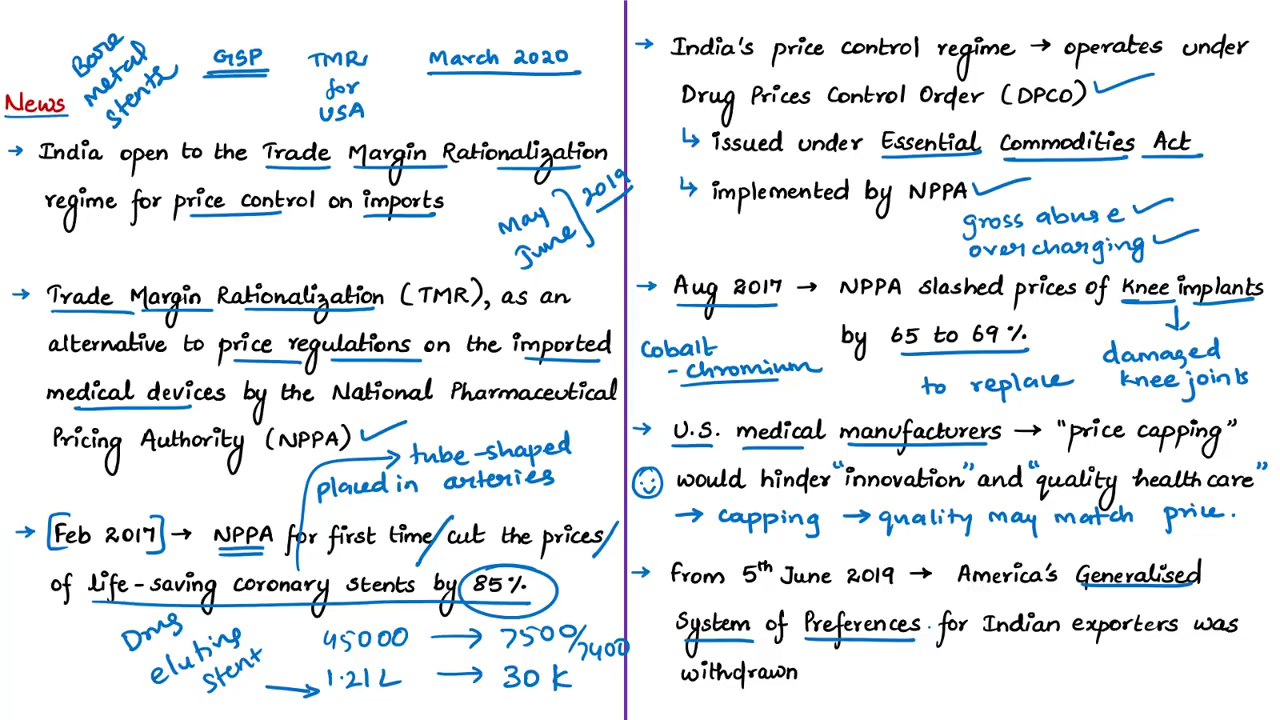 Bare
metal
stents
GSP
TMR
for
USA
March 2020
News
→ India open to the Trade Margin Rationalization
regime for price control on imports
May
June
2019
→ Trade Margin Rationalization (TMR), as an
alternative to price regulations on the imported
medical devices by the National Pharmaceutical
Pricing Authority (NPPA)
tube-shaped
placed in arteries
→ [Feb 2017] → NPPA for first time/cut the prices/
of life-saving coronary stents by 85%
Drug
eluting
stent
45000 → 7500/7400
1.21L → 30 K
→ India's price control regime → operates under
Drug Prices Control Order (DPCO)
↳ issued under Essential Commodities Act
↳ implemented by NPPA
gross abuse
overcharging
→ Aug 2017 → NPPA slashed prices of knee implants
by 65 to 69%
cobalt
-chrominum
to replace
damaged
knee joints
→ U.S. medical manufacturers → "price capping"
would hinder "innovation" and "quality health care"
→ capping → quality may match price.
→ From 5th June 2019 → America's Generalised
System of Preferences for Indian exporters was
withdrawn